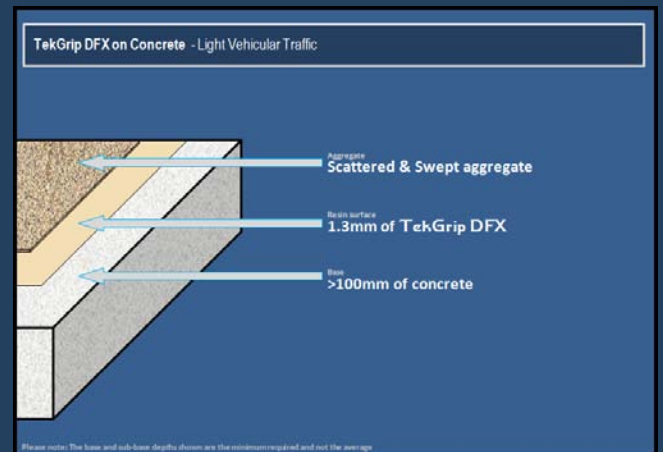 TekGrip DFX on Concrete - Light Vehicular Traffic
Aggregate
Scattered & Swept aggregate
Resin surface
1.3mm of TekGrip DFX
Base
>100mm of concrete
Please note: The base and sub-base depths shown are the minimum required and not the average